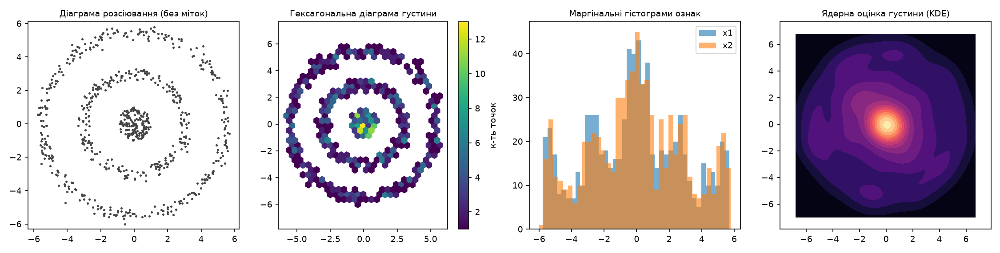 Діаграма розсіювання (без міток)
6
4
2
0
−2
−4
−6
−6 −4 −2 0 2 4 6
Гексагональна діаграма густини
6
4
2
0
−2
−4
−6
−5.0 −2.5 0.0 2.5 5.0
12
10
8
6
4
2
к-ть точок
Маргінальні гістограми ознак
x1
x2
40
30
20
10
0
−6 −4 −2 0 2 4 6
Ядерна оцінка густини (KDE)
6
4
2
0
−2
−4
−6
−6 −4 −2 0 2 4 6